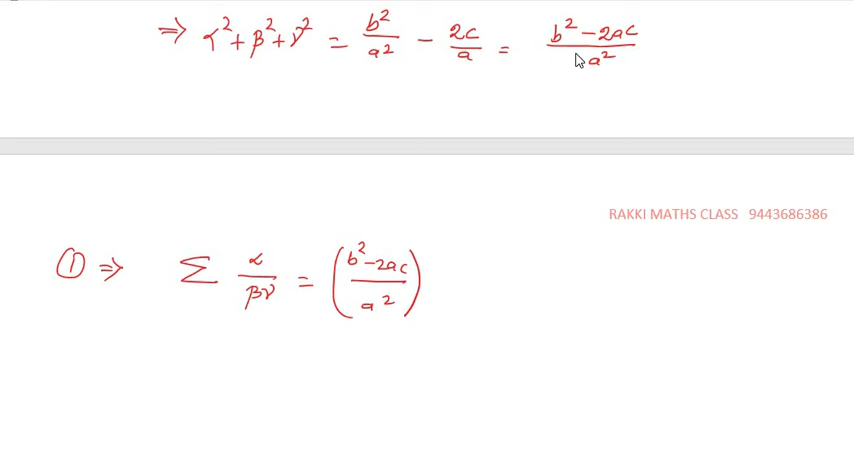 ⇒ α² + β² + γ² = b²/a² − 2c/a = (b² − 2ac)/a²
RAKKI MATHS CLASS 9443686386
① ⇒ Σ α/βγ = ((b² − 2ac)/a²)